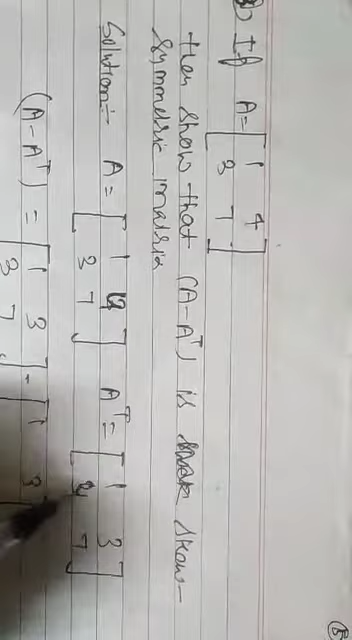 If A = [ 1 4
3 7 ]
then show that (A-Aᵀ) is skew-
symmetric matrix
Solution:- A = [ 1 4
3 7 ] Aᵀ = [ 1 3
4 7 ]
(A-Aᵀ) = [ 1 3
3 7 ] - [ 1 3